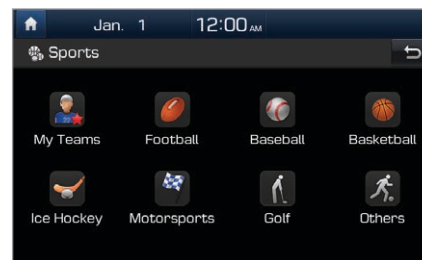 Jan. 1 12:00 AM
Sports
My Teams Football Baseball Basketball
Ice Hockey Motorsports Golf Others